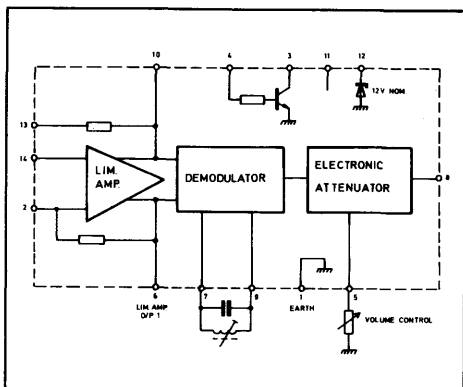 10
4
3
11
12
12V NOM.
13
14
2
LIM.
AMP.
DEMODULATOR
ELECTRONIC
ATTENUATOR
8
6
7
9
1
5
LIM. AMP
O/P 1
EARTH
VOLUME CONTROL